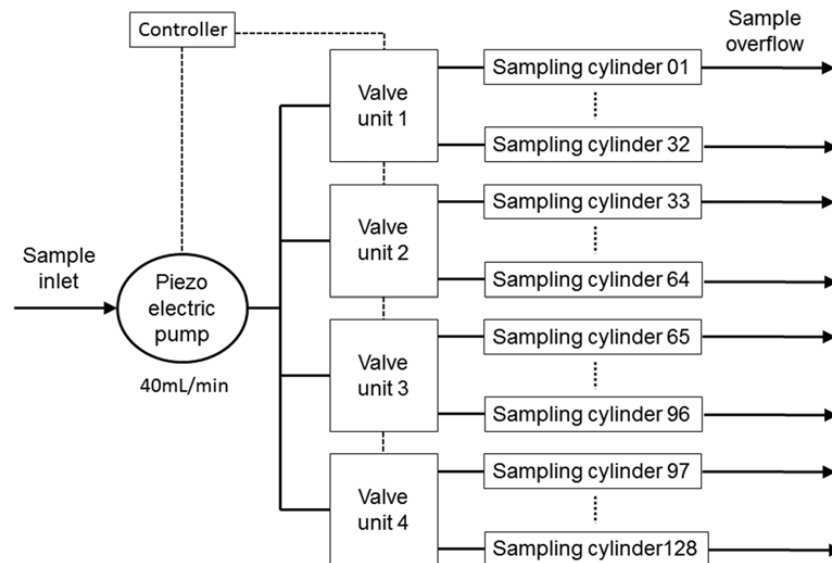 Controller
Sample
overflow
Sample
inlet
Piezo
electric
pump
40mL/min
Valve
unit 1
Sampling cylinder 01
Sampling cylinder 32
Valve
unit 2
Sampling cylinder 33
Sampling cylinder 64
Valve
unit 3
Sampling cylinder 65
Sampling cylinder 96
Valve
unit 4
Sampling cylinder 97
Sampling cylinder128